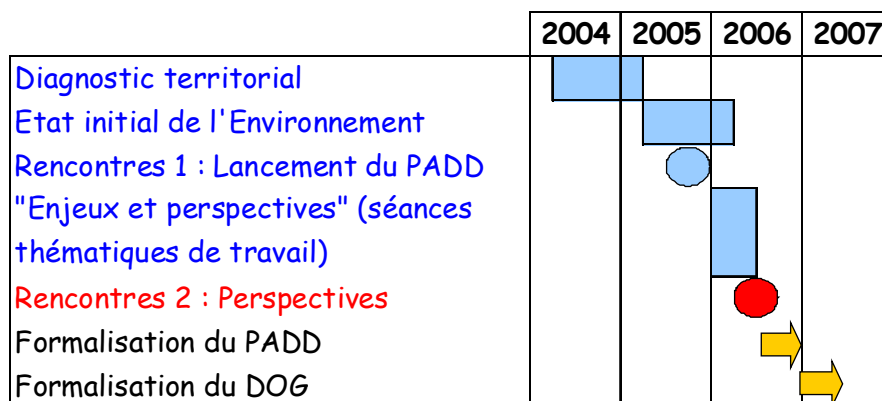 2004 2005 2006 2007
Diagnostic territorial
Etat initial de l'Environnement
Rencontres 1 : Lancement du PADD
"Enjeux et perspectives" (séances
thématiques de travail)
Rencontres 2 : Perspectives
Formalisation du PADD
Formalisation du DOG